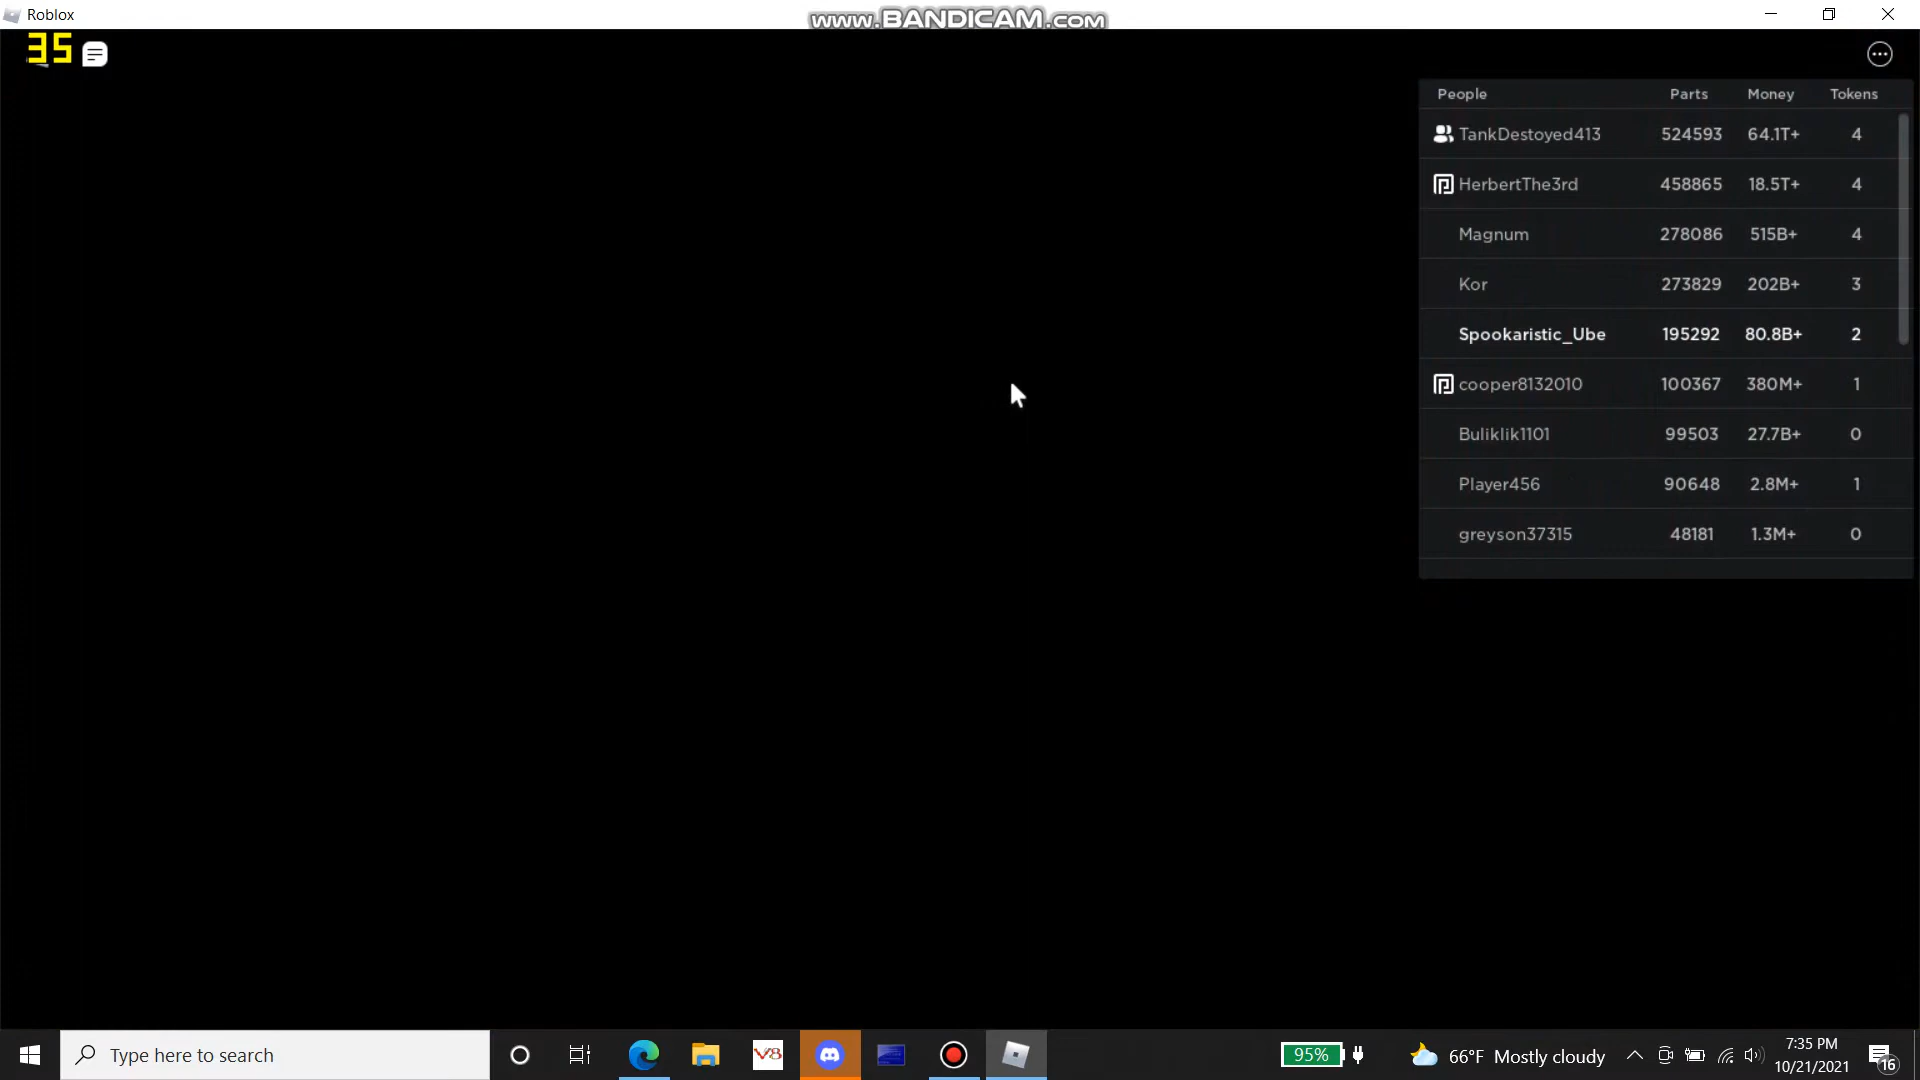 Roblox
www.BANDICAM.com
35
People Parts Money Tokens
TankDestoyed413 524593 64.1T+ 4
HerbertThe3rd 458865 18.5T+ 4
Magnum 278086 515B+ 4
Kor 273829 202B+ 3
Spookaristic_Ube 195292 80.8B+ 2
cooper8132010 100367 380M+ 1
Buliklik1101 99503 27.7B+ 0
Player456 90648 2.8M+ 1
greyson37315 48181 1.3M+ 0
Type here to search V8 95% 66°F Mostly cloudy 7:35 PM
10/21/2021 16